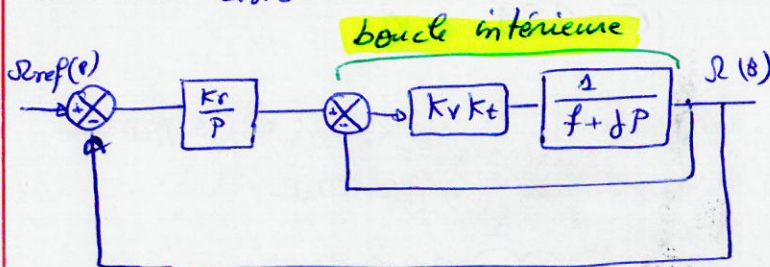 boucle intérieure
Ωref(p)
Ω(p)
+
-
Kr
P
+
-
Kv Kt
1
f + JP